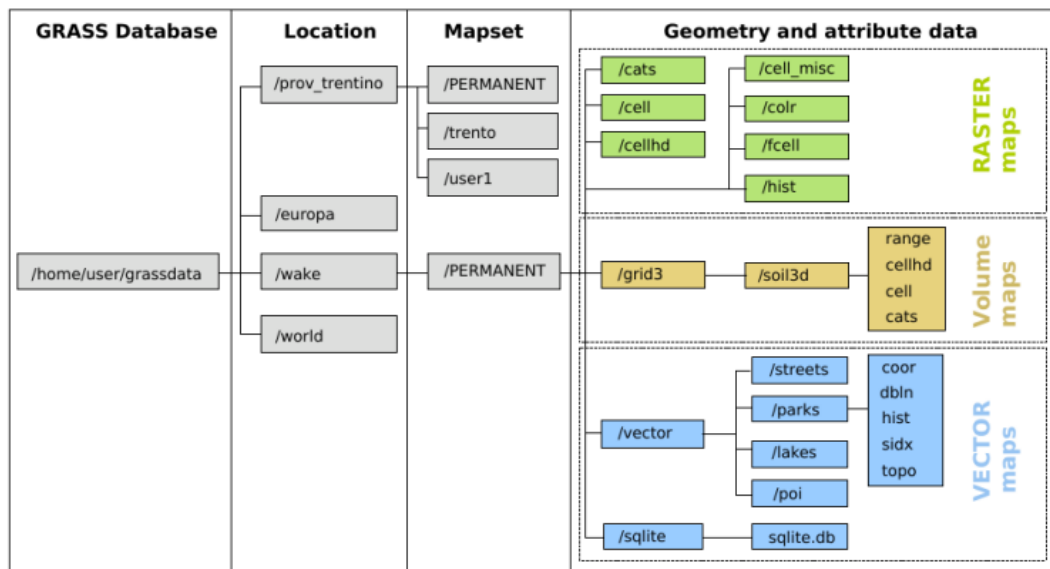 GRASS Database
Location
Mapset
Geometry and attribute data
/home/user/grassdata
/prov_trentino
/europa
/wake
/world
/PERMANENT
/trento
/user1
/PERMANENT
/cats
/cell
/cellhd
/cell_misc
/colr
/fcell
/hist
RASTER
maps
/grid3
/soil3d
range
cellhd
cell
cats
Volume
maps
/vector
/streets
/parks
/lakes
/poi
coor
dbln
hist
sidx
topo
/sqlite
sqlite.db
VECTOR
maps